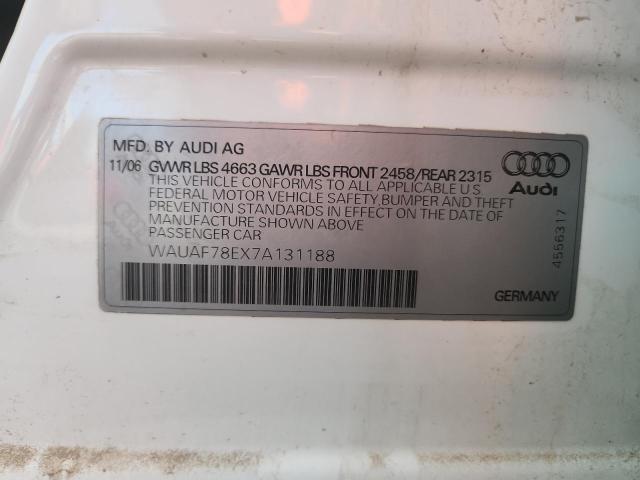 MFD. BY AUDI AG
11/06 GVWR LBS 4663 GAWR LBS FRONT 2458/REAR 2315
THIS VEHICLE CONFORMS TO ALL APPLICABLE U.S.
FEDERAL MOTOR VEHICLE SAFETY, BUMPER AND THEFT
PREVENTION STANDARDS IN EFFECT ON THE DATE OF
MANUFACTURE SHOWN ABOVE
PASSENGER CAR
WAUAF78EX7A131188
Audi
4556317
GERMANY